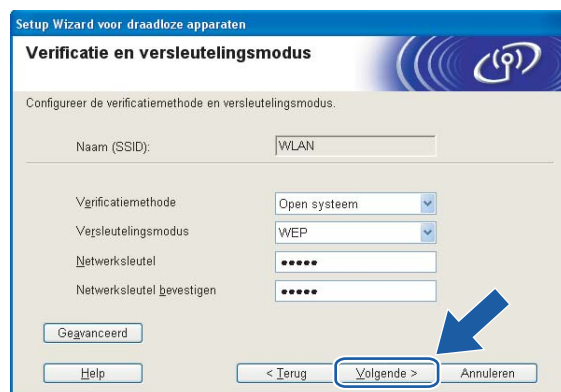 Setup Wizard voor draadloze apparaten
Verificatie en versleutelingsmodus
Configureer de verificatiemethode en versleutelingsmodus.
Naam (SSID): WLAN
Verificatiemethode Open systeem
Versleutelingsmodus WEP
Netwerksleutel •••••
Netwerksleutel bevestigen •••••
Geavanceerd
Help < Terug Volgende > Annuleren